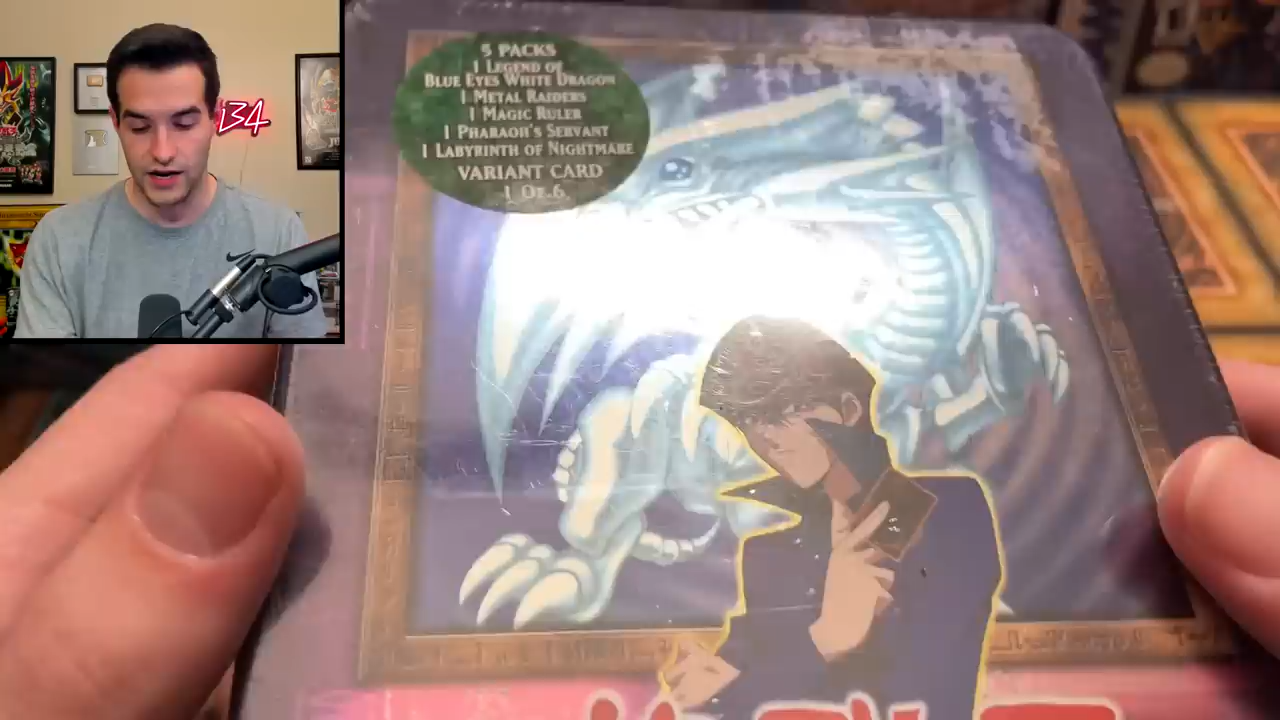 5 PACKS
1 LEGEND OF
BLUE EYES WHITE DRAGON
1 METAL RAIDERS
1 MAGIC RULER
1 PHARAOH'S SERVANT
1 LABYRINTH OF NIGHTMARE
VARIANT CARD
1 OF 6
134